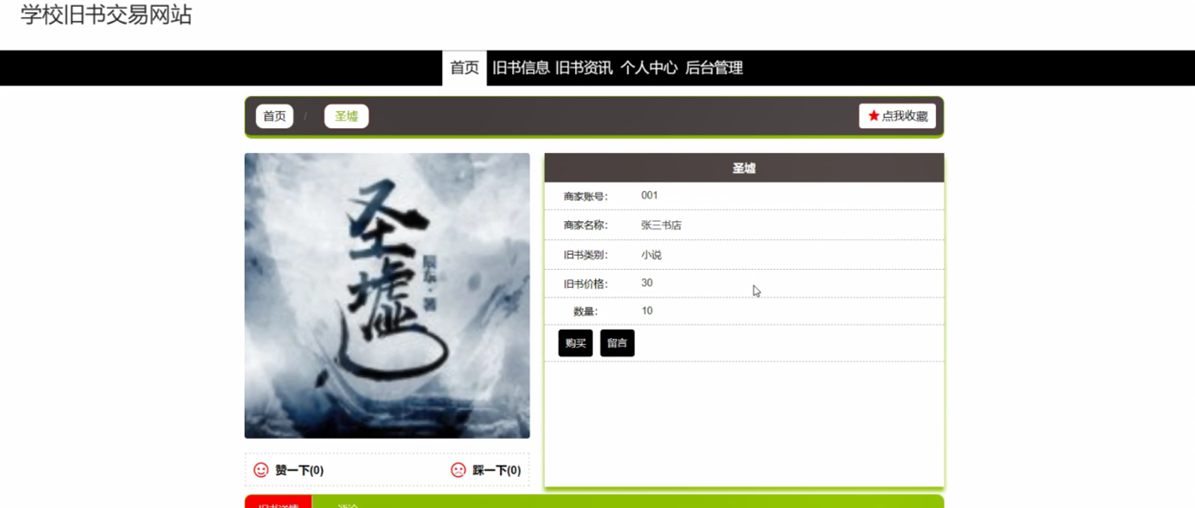 学校旧书交易网站
首页 旧书信息 旧书资讯 个人中心 后台管理
首页 / 圣墟
★点我收藏
圣墟
辰东·著
圣墟
商家账号: 001
商家名称: 张三书店
旧书类别: 小说
旧书价格: 30
数量: 10
购买 留言
赞一下(0) 踩一下(0)